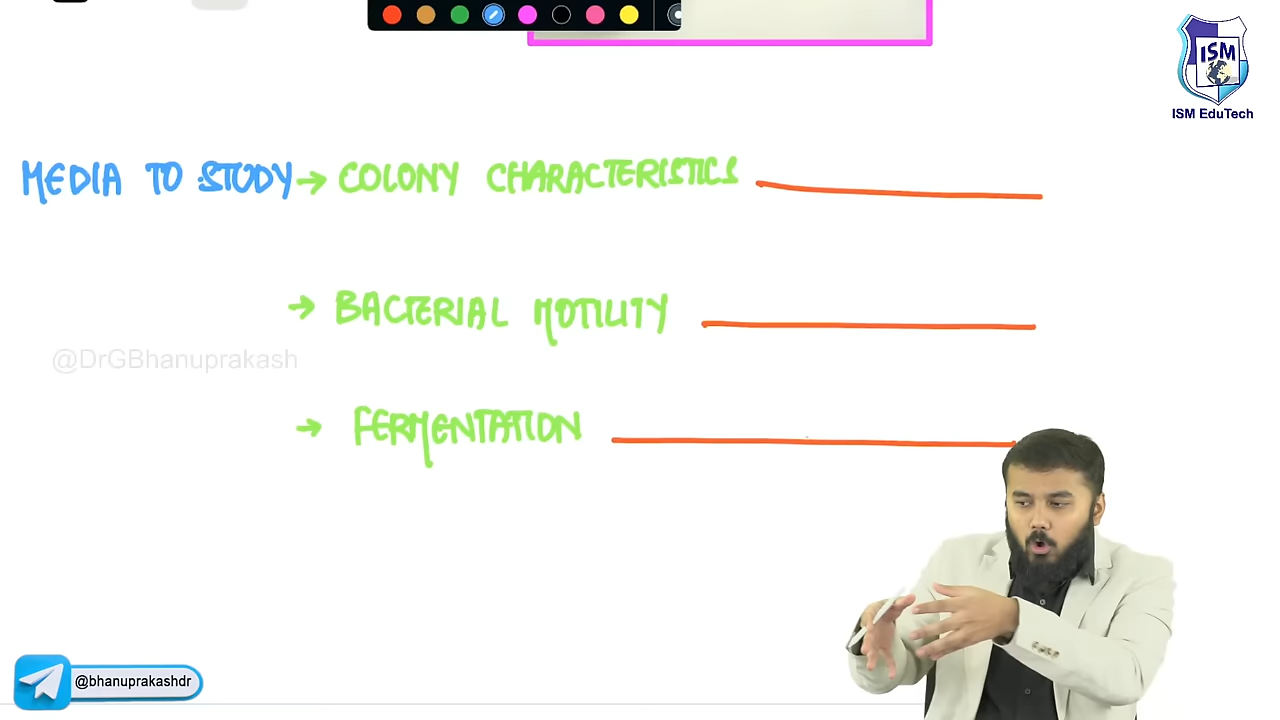 ISM
ISM EduTech
MEDIA TO STUDY → COLONY CHARACTERISTICS
→ BACTERIAL MOTILITY
@DrGBhanuprakash
→ FERMENTATION
@bhanuprakashdr